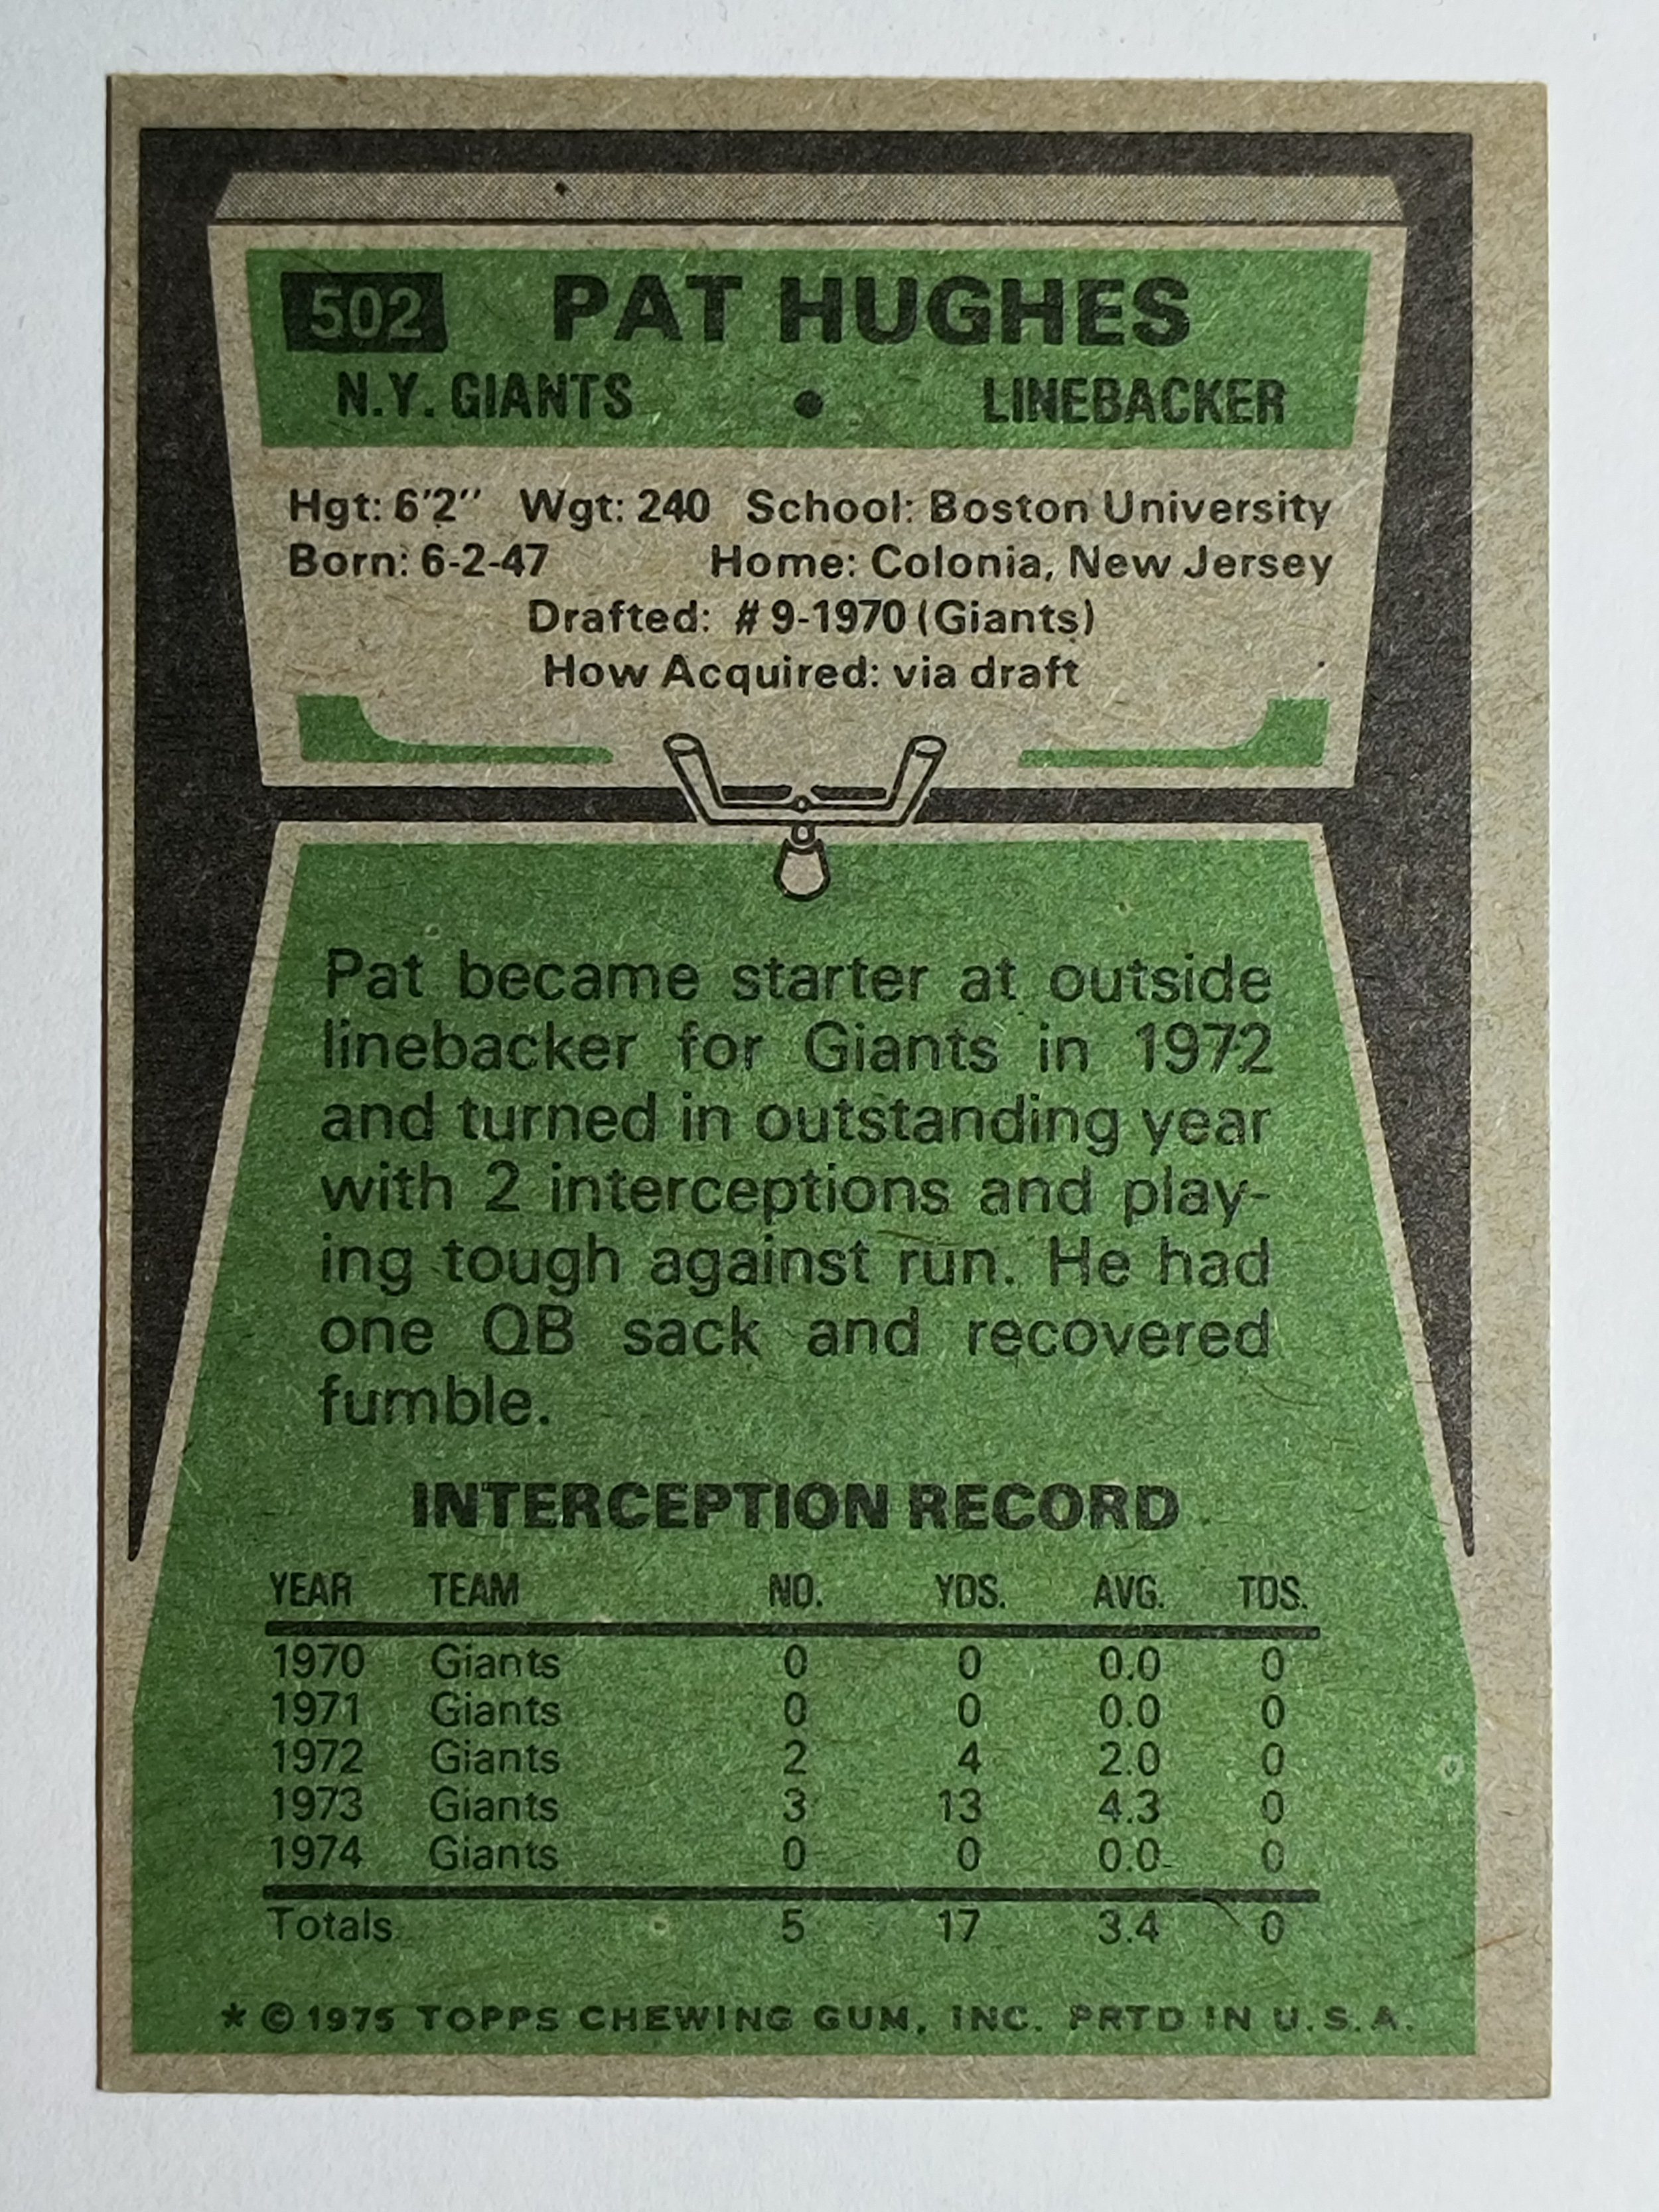 502 PAT HUGHES
N.Y. GIANTS • LINEBACKER
Hgt: 6'2" Wgt: 240 School: Boston University
Born: 6-2-47 Home: Colonia, New Jersey
Drafted: #9-1970 (Giants)
How Acquired: via draft
Pat became starter at outside
linebacker for Giants in 1972
and turned in outstanding year
with 2 interceptions and play-
ing tough against run. He had
one QB sack and recovered
fumble.
INTERCEPTION RECORD
YEAR TEAM NO. YDS. AVG. TDS.
1970 Giants 0 0 0.0 0
1971 Giants 0 0 0.0 0
1972 Giants 2 4 2.0 0
1973 Giants 3 13 4.3 0
1974 Giants 0 0 0.0 0
Totals 5 17 3.4 0
* © 1975 TOPPS CHEWING GUM, INC. PRTD IN U.S.A.